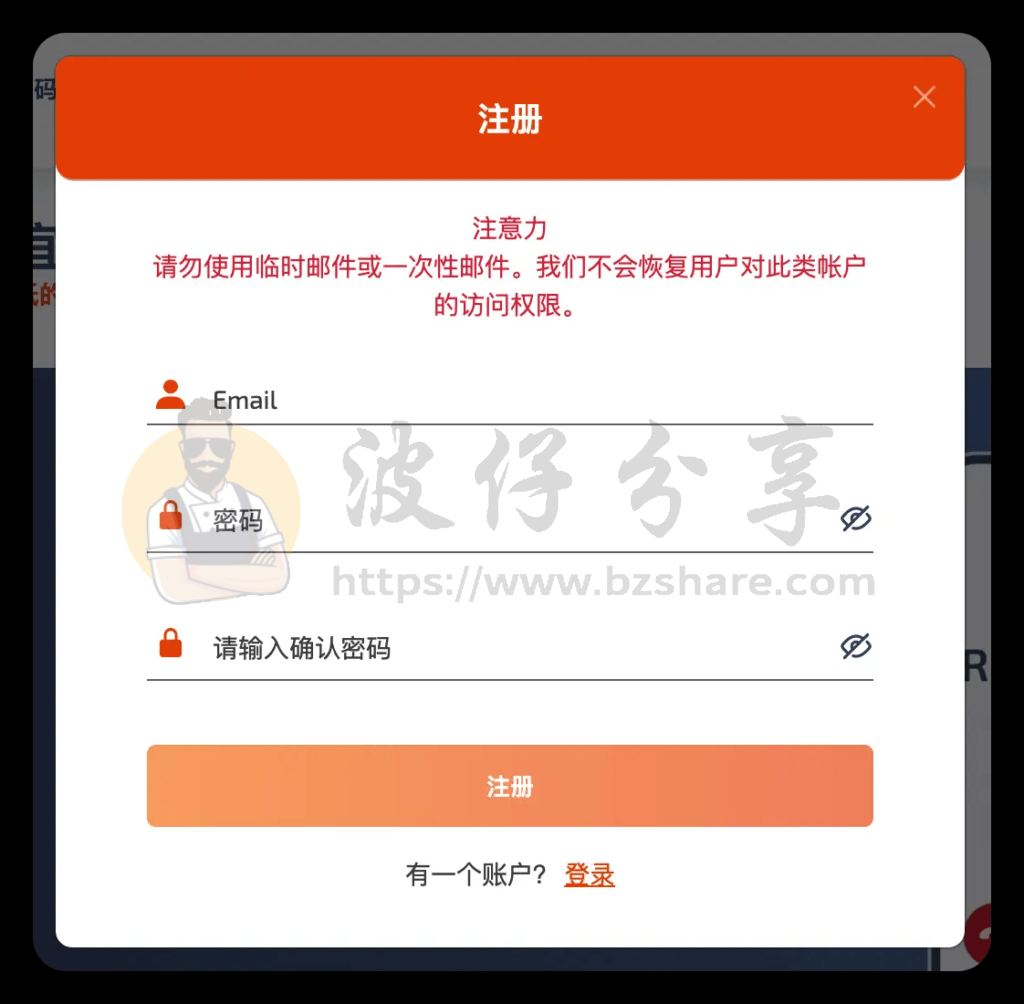 码
注册
注意力
请勿使用临时邮件或一次性邮件。我们不会恢复用户对此类帐户
的访问权限。
Email
波仔分享
密码
https://www.bzshare.com
请输入确认密码
R
注册
有一个账户? 登录